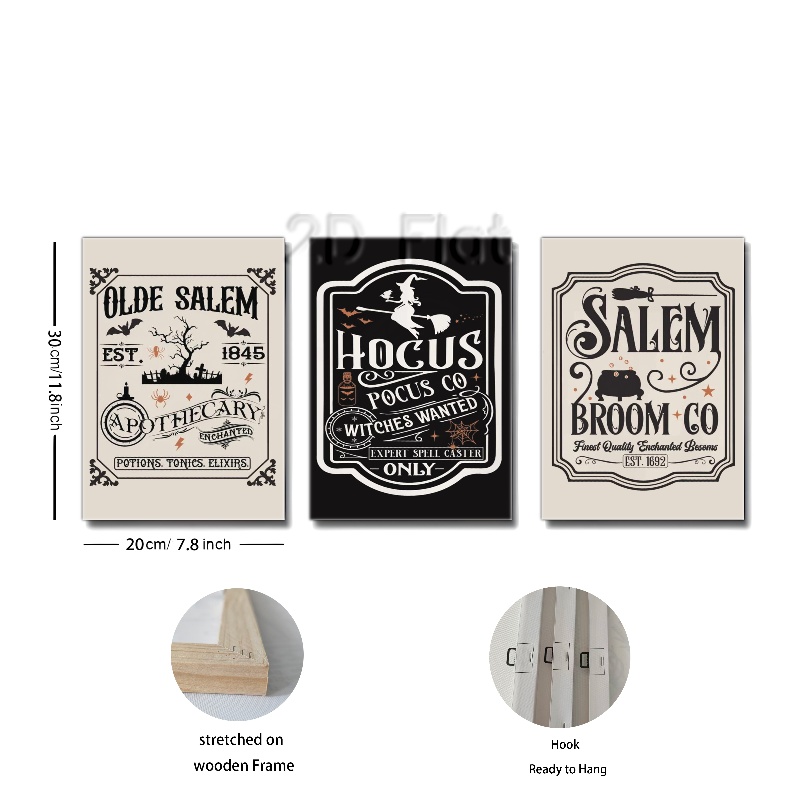 2D Flat
30cm/11.8inch
OLDE SALEM
EST. 1845
APOTHECARY
ENCHANTED
POTIONS. TONICS. ELIXIRS.
HOCUS
POCUS CO
WITCHES WANTED
EXPERT SPELL CASTER
ONLY
SALEM
BROOM CO
Finest Quality Enchanted Besoms
EST. 1692
20cm/ 7.8 inch
stretched on
wooden Frame
Hook
Ready to Hang